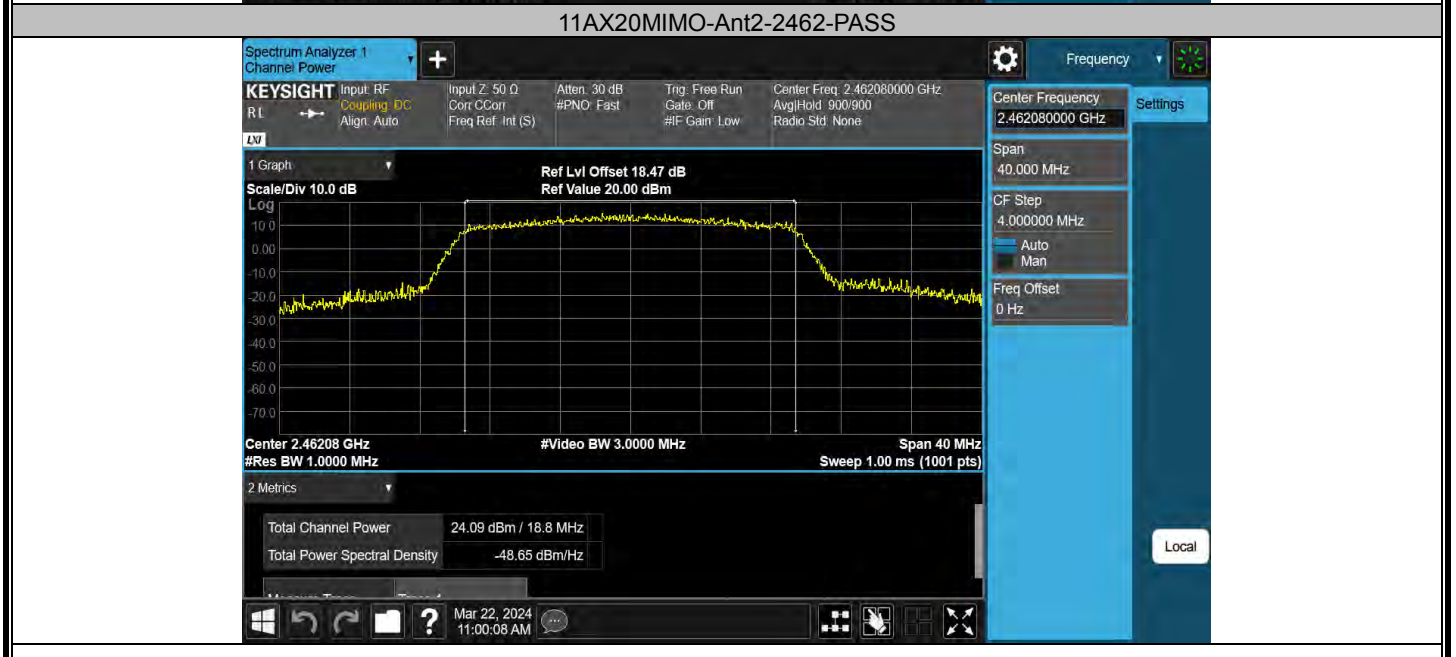 11AX20MIMO-Ant2-2462-PASS
Spectrum Analyzer 1
Channel Power
+
Frequency
KEYSIGHT
RL
LXI
Input: RF
Coupling: DC
Align: Auto
Input Z: 50 Ω
Corr CCorr
Freq Ref: Int (S)
Atten: 30 dB
#PNO: Fast
Trig: Free Run
Gate: Off
#IF Gain: Low
Center Freq: 2.462080000 GHz
Avg|Hold: 900/900
Radio Std: None
Center Frequency
2.462080000 GHz
Settings
Span
40.000 MHz
CF Step
4.000000 MHz
Auto
Man
Freq Offset
0 Hz
Local
1 Graph
Scale/Div 10.0 dB
Ref Lvl Offset 18.47 dB
Ref Value 20.00 dBm
Log
10.0
0.00
-10.0
-20.0
-30.0
-40.0
-50.0
-60.0
-70.0
Center 2.46208 GHz
#Video BW 3.0000 MHz
Span 40 MHz
#Res BW 1.0000 MHz
Sweep 1.00 ms (1001 pts)
2 Metrics
Total Channel Power 24.09 dBm / 18.8 MHz
Total Power Spectral Density -48.65 dBm/Hz
?
Mar 22, 2024
11:00:08 AM